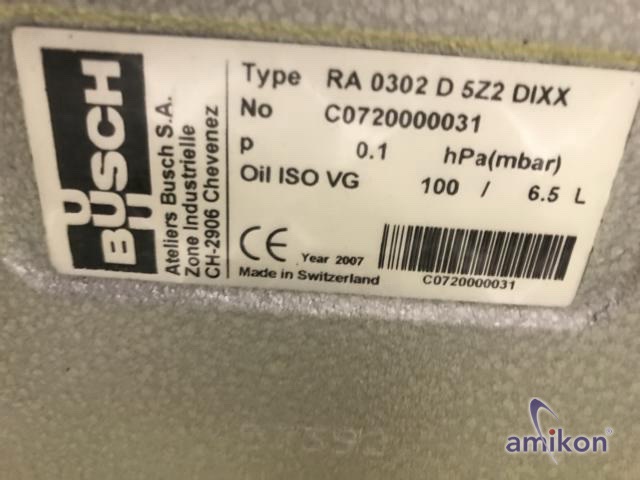 BUSCH
Ateliers Busch S.A.
Zone Industrielle
CH-2906 Chevenez
Type RA 0302 D 5Z2 DIXX
No C0720000031
p 0.1 hPa(mbar)
Oil ISO VG 100 / 6.5 L
CE Year 2007
Made in Switzerland
C0720000031
amikon